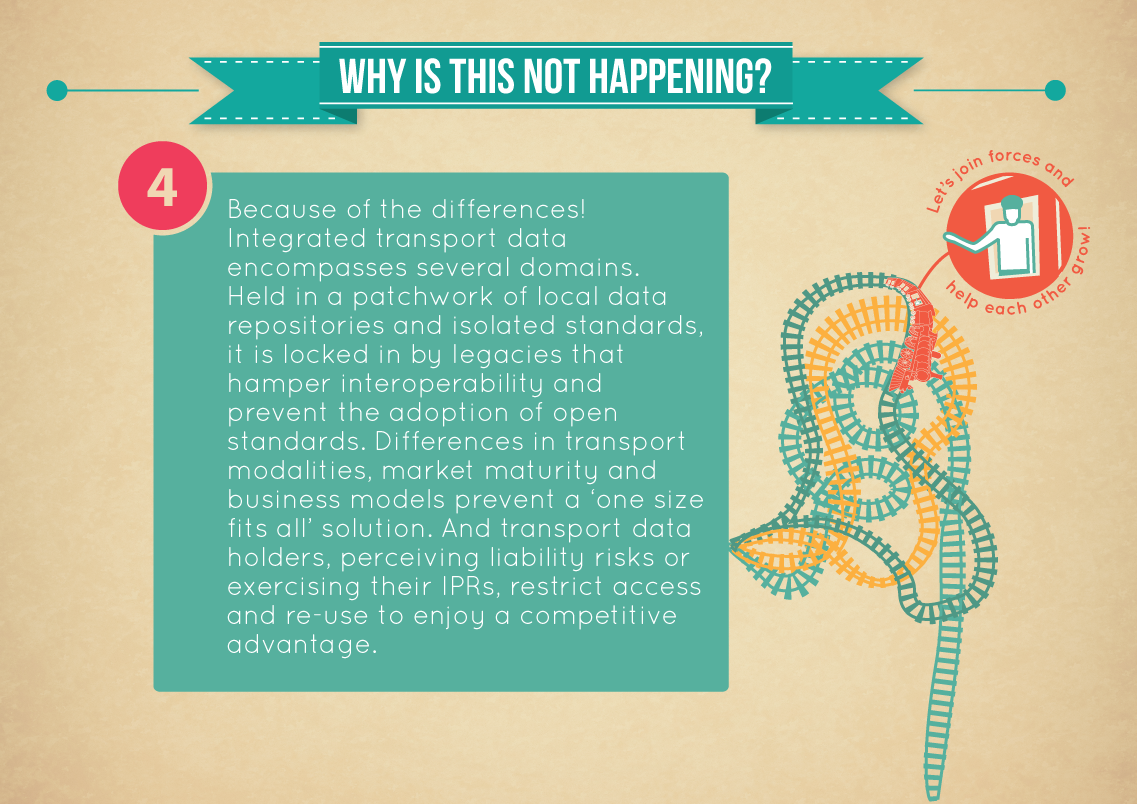 WHY IS THIS NOT HAPPENING?
4
Because of the differences!
Integrated transport data
encompasses several domains.
Held in a patchwork of local data
repositories and isolated standards,
it is locked in by legacies that
hamper interoperability and
prevent the adoption of open
standards. Differences in transport
modalities, market maturity and
business models prevent a ‘one size
fits all’ solution. And transport data
holders, perceiving liability risks or
exercising their IPRs, restrict access
and re-use to enjoy a competitive
advantage.
Let's join forces and
help each other grow!